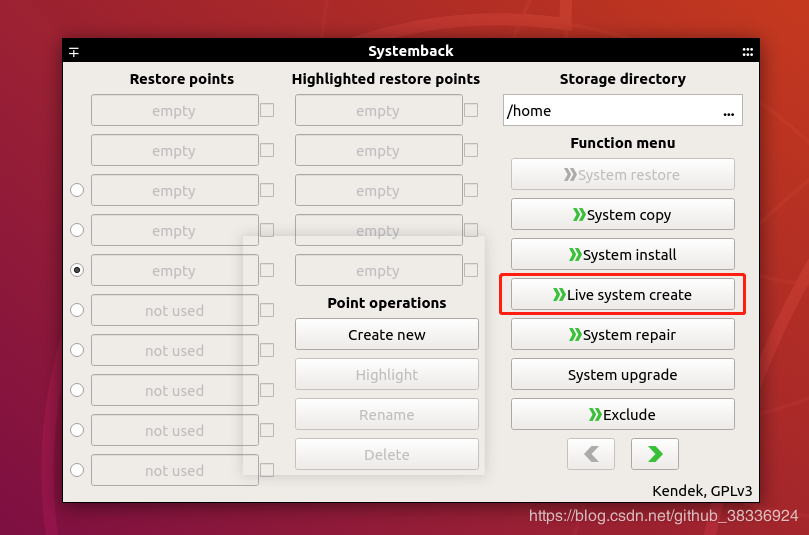 Systemback
Restore points
empty
empty
empty
empty
empty
not used
not used
not used
not used
not used
Highlighted restore points
empty
empty
empty
empty
empty
Point operations
Create new
Highlight
Rename
Delete
Storage directory
/home
...
Function menu
System restore
System copy
System install
Live system create
System repair
System upgrade
Exclude
Kendek, GPLv3
https://blog.csdn.net/github_38336924